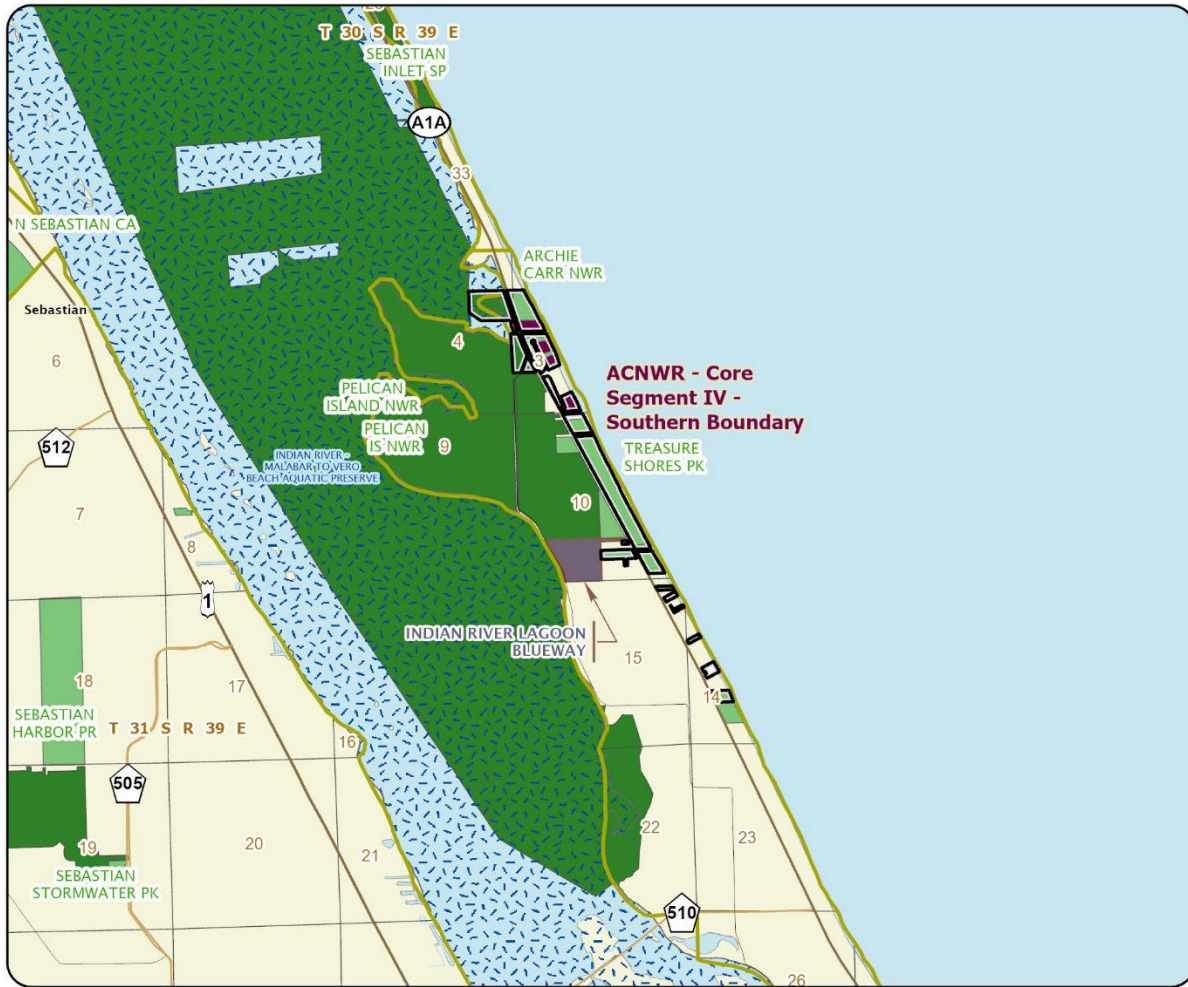 T 30 S R 39 E
SEBASTIAN
INLET SP
A1A
33
N SEBASTIAN CA
ARCHIE
CARR NWR
Sebastian
6
4
3
ACNWR - Core
Segment IV -
Southern Boundary
PELICAN
ISLAND NWR
PELICAN
IS NWR
9
TREASURE
SHORES PK
512
INDIAN RIVER -
MALABAR TO VERO
BEACH AQUATIC PRESERVE
10
7
8
1
INDIAN RIVER LAGOON
BLUEWAY
15
18
17
14
SEBASTIAN
HARBOR PR
T 31 S R 39 E
16
505
19
20
21
22
23
SEBASTIAN
STORMWATER PK
510
26